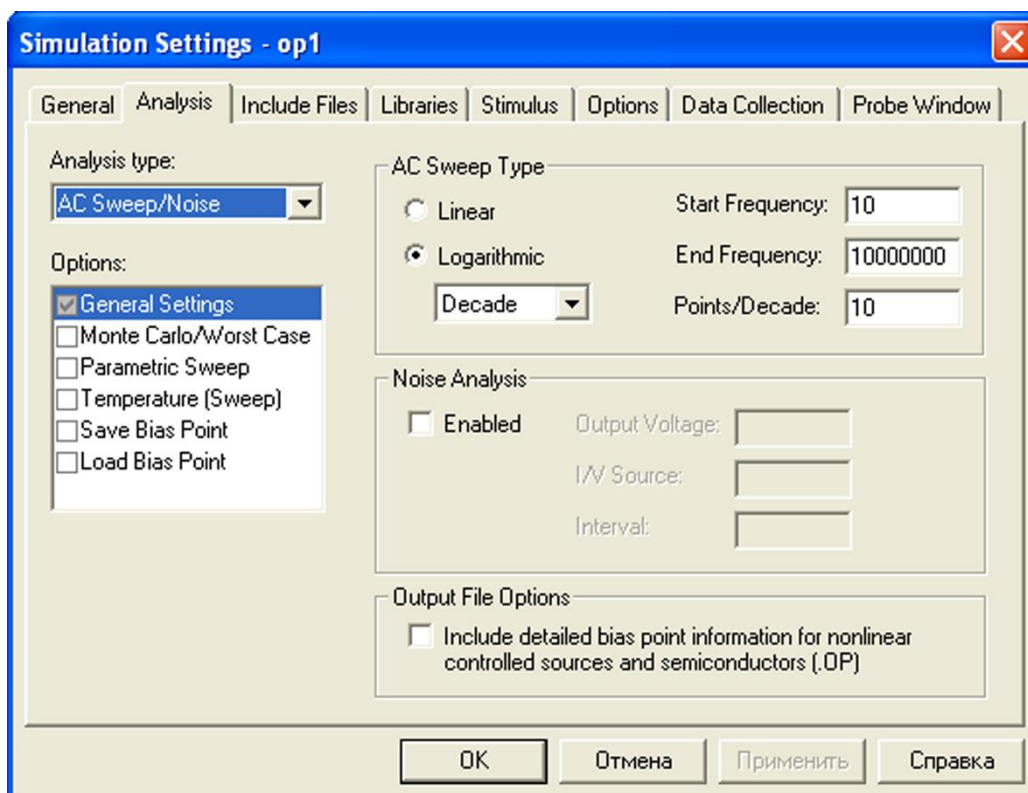 Simulation Settings - op1
General Analysis Include Files Libraries Stimulus Options Data Collection Probe Window
Analysis type:
AC Sweep/Noise
Options:
General Settings
Monte Carlo/Worst Case
Parametric Sweep
Temperature (Sweep)
Save Bias Point
Load Bias Point
AC Sweep Type
Linear
Logarithmic
Decade
Start Frequency: 10
End Frequency: 10000000
Points/Decade: 10
Noise Analysis
Enabled
Output Voltage:
I/V Source:
Interval:
Output File Options
Include detailed bias point information for nonlinear
controlled sources and semiconductors (.OP)
OK Отмена Применить Справка